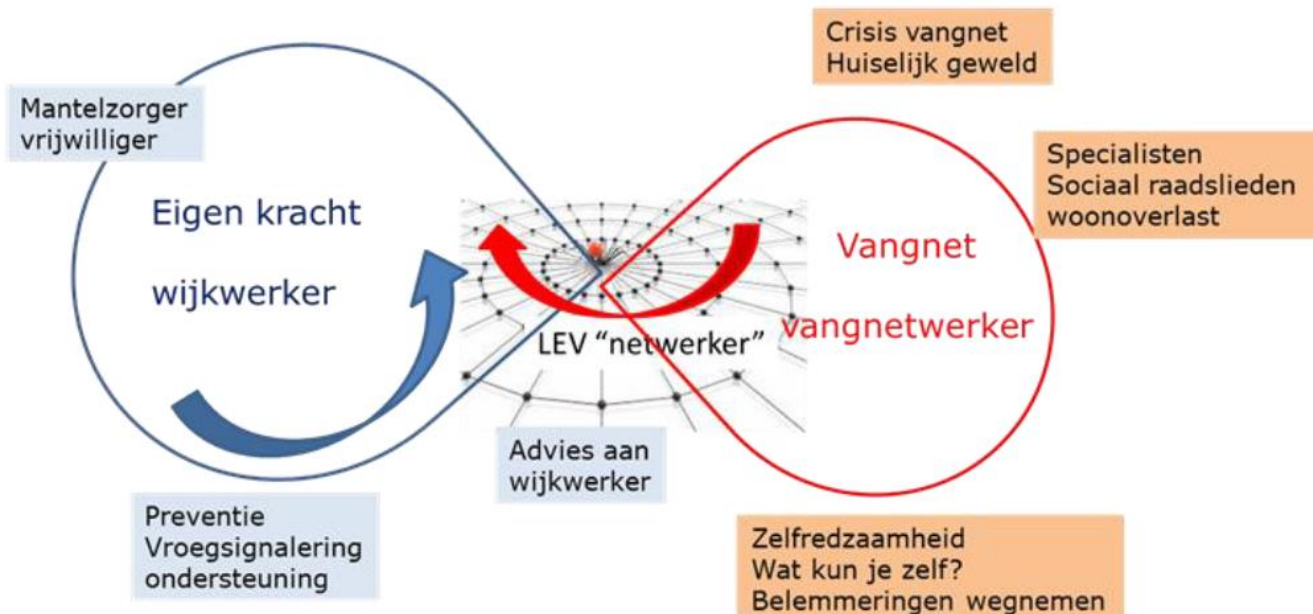 Crisis vangnet
Huiselijk geweld
Mantelzorger
vrijwilliger
Specialisten
Sociaal raadslieden
woonoverlast
Eigen kracht
wijkwerker
Vangnet
vangnetwerker
LEV “netwerker”
Advies aan
wijkwerker
Preventie
Vroegsignalering
ondersteuning
Zelfredzaamheid
Wat kun je zelf?
Belemmeringen wegnemen